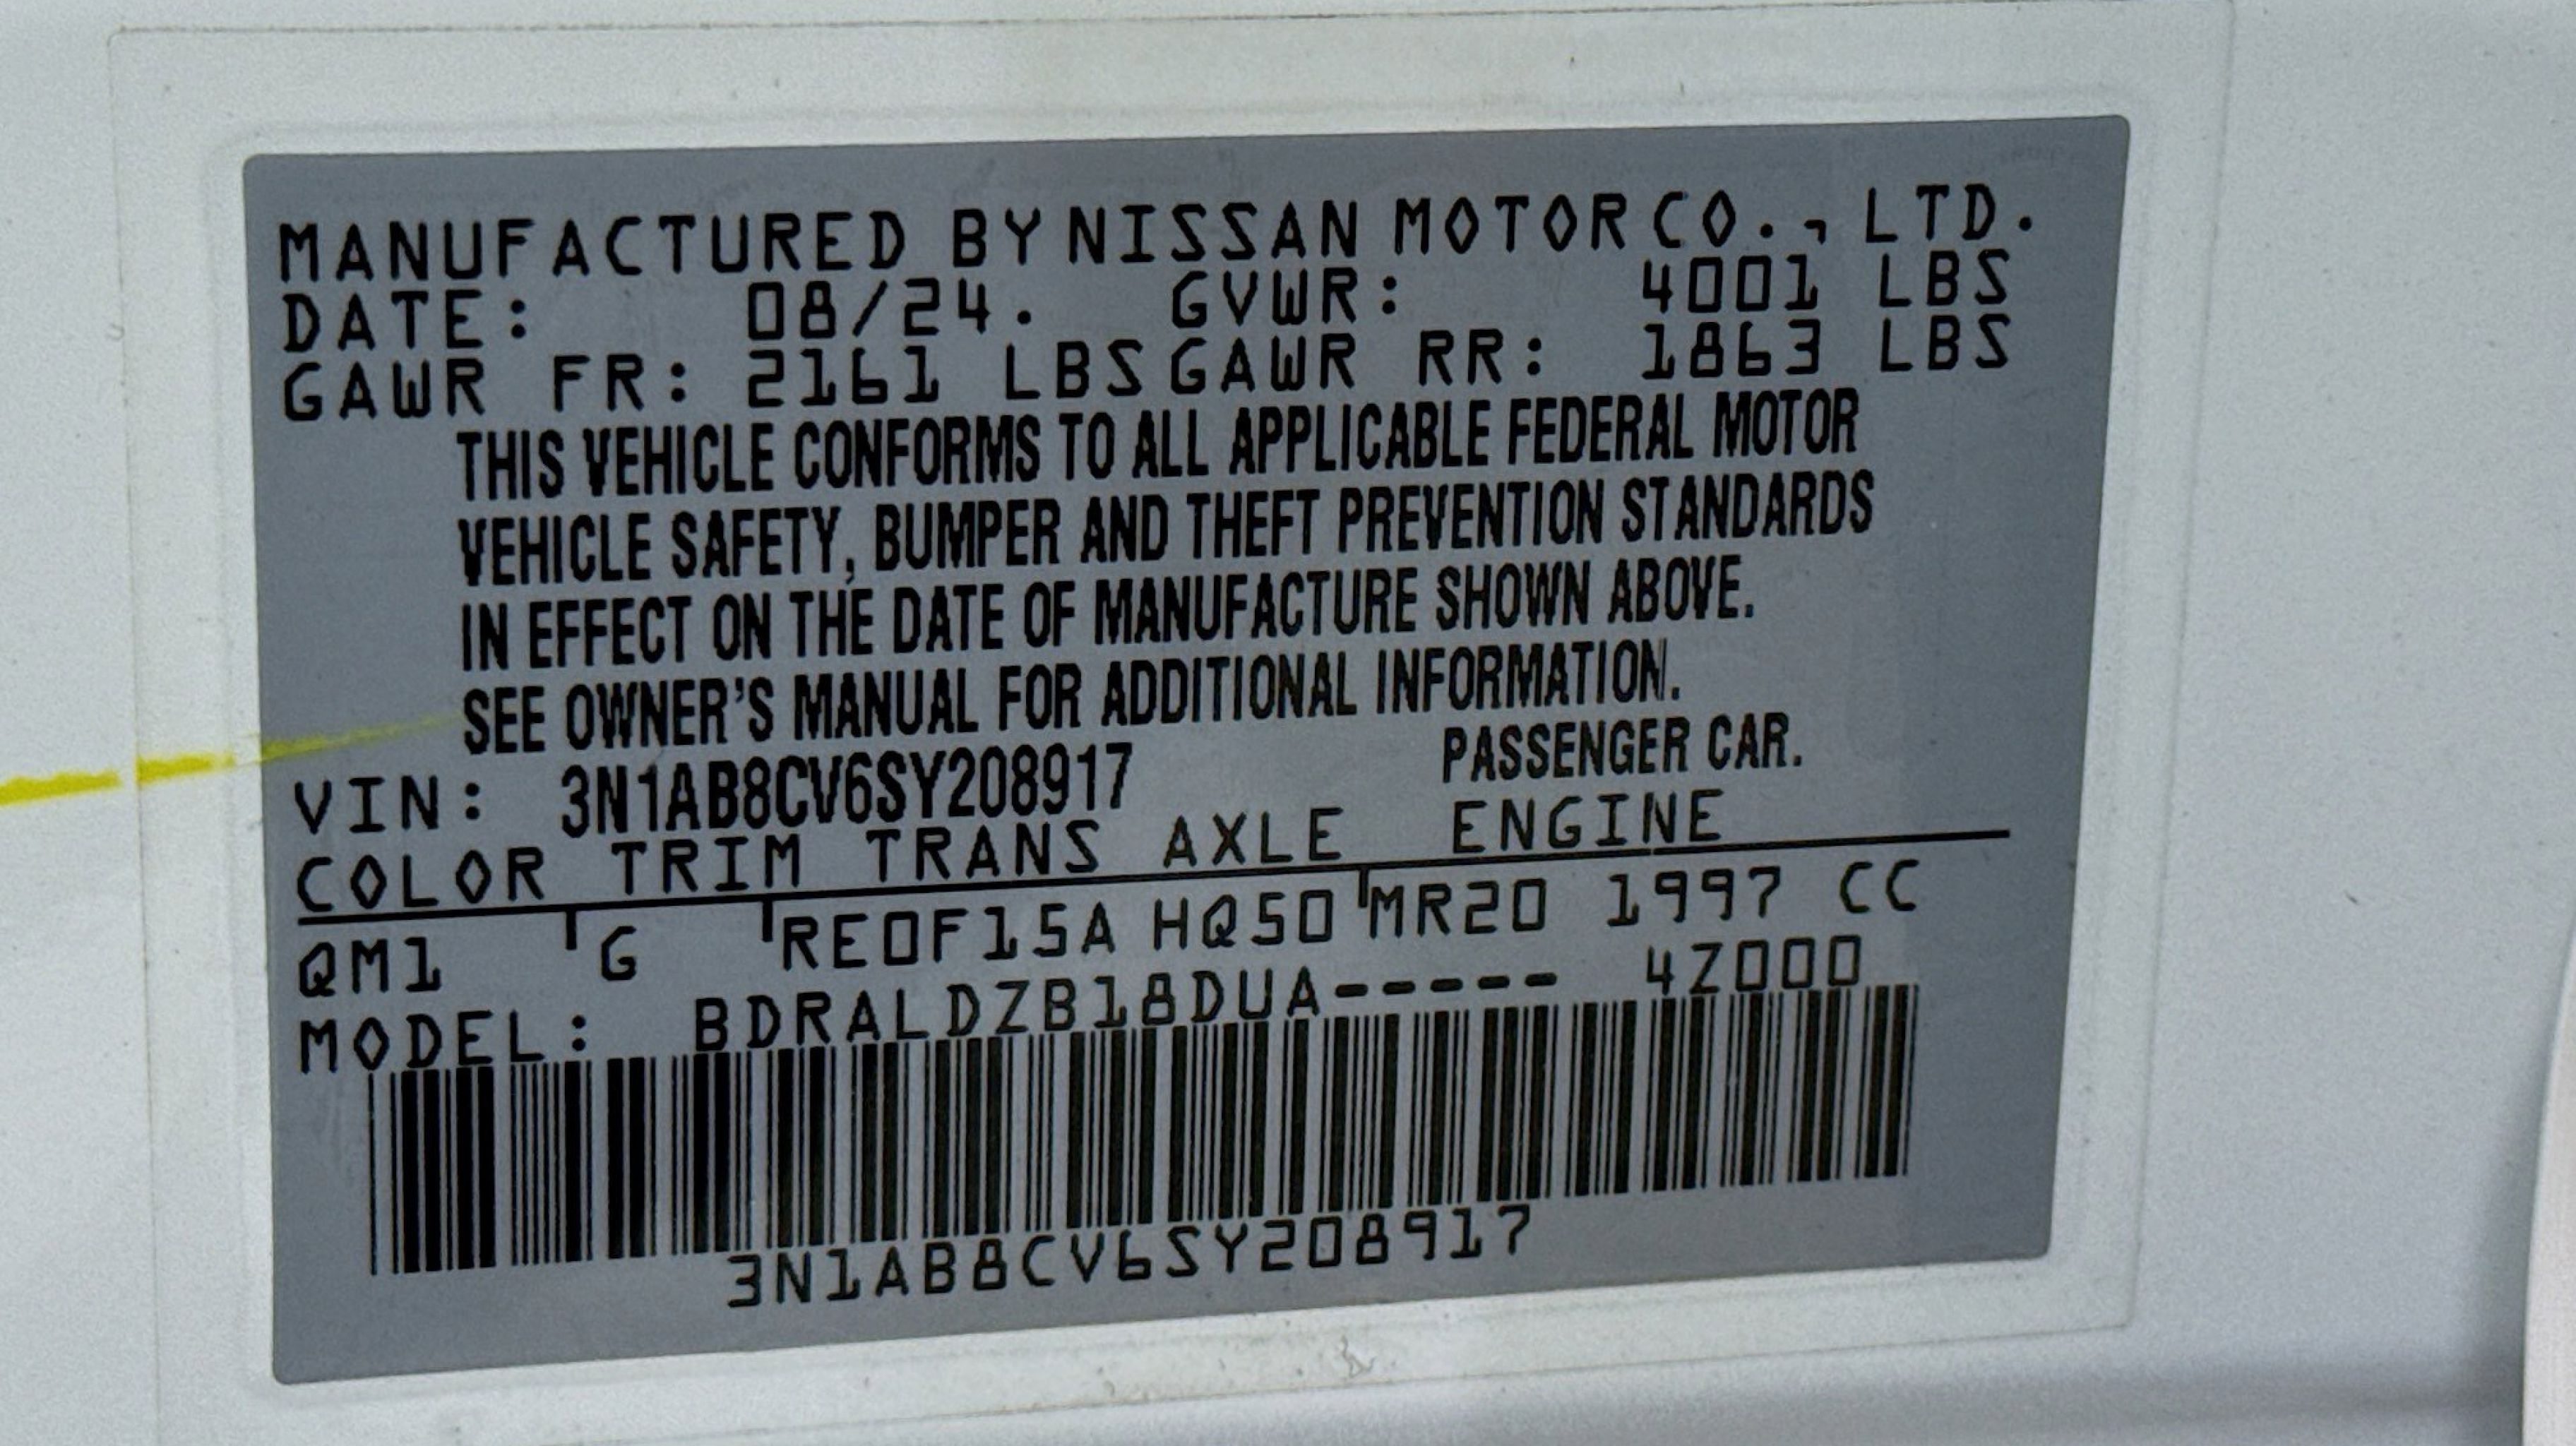 MANUFACTURED BY NISSAN MOTOR CO., LTD.
DATE: 08/24. GVWR: 4001 LBS
GAWR FR: 2161 LBS GAWR RR: 1863 LBS
THIS VEHICLE CONFORMS TO ALL APPLICABLE FEDERAL MOTOR
VEHICLE SAFETY, BUMPER AND THEFT PREVENTION STANDARDS
IN EFFECT ON THE DATE OF MANUFACTURE SHOWN ABOVE.
SEE OWNER'S MANUAL FOR ADDITIONAL INFORMATION.
VIN: 3N1AB8CV6SY208917 PASSENGER CAR.
COLOR TRIM TRANS AXLE ENGINE
QM1 G RE0F15A HQ50 MR20 1997 CC
MODEL: BDRALDZB18DUA----- 4Z000
3N1AB8CV6SY208917